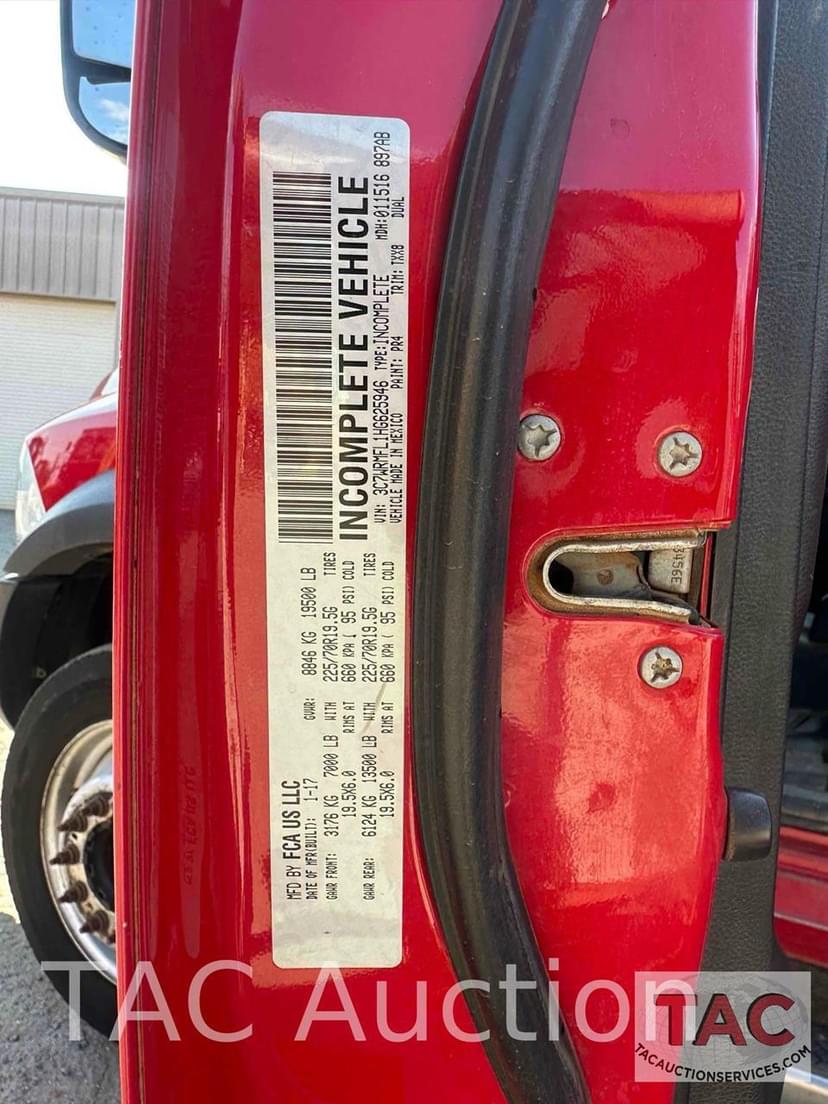 MFD BY FCA US LLC
DATE OF MFR(BUILT): 1-17 GVWR: 8846 KG 19500 LB
GAWR FRONT: 3176 KG 7000 LB WITH 225/70R19.5G TIRES
19.5X6.0 RIMS AT 660 KPA ( 95 PSI) COLD
GAWR REAR: 6124 KG 13500 LB WITH 225/70R19.5G TIRES
19.5X6.0 RIMS AT 660 KPA ( 95 PSI) COLD
INCOMPLETE VEHICLE
VIN: 3C7WRMFL1HG625946 TYPE:INCOMPLETE MDH:011516 897AB
VEHICLE MADE IN MEXICO PAINT: PR4 TRIM: TXX8 DUAL
3456E
TAC Auction
TAC
TACAUCTIONSERVICES.COM